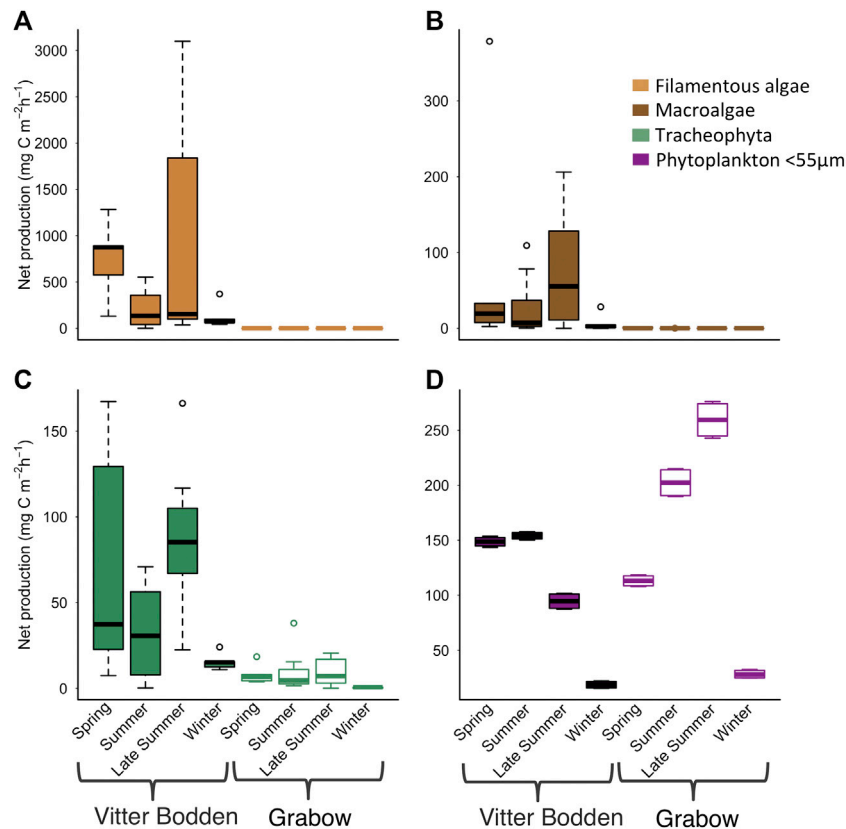 A
Net production (mg C m⁻²h⁻¹)
3000
2500
2000
1500
1000
500
0
B
300
200
100
0
Filamentous algae
Macroalgae
Tracheophyta
Phytoplankton <55μm
C
Net production (mg C m⁻²h⁻¹)
150
100
50
0
Spring
Summer
Late Summer
Winter
Spring
Summer
Late Summer
Winter
Vitter Bodden
Grabow
D
250
200
150
100
50
Spring
Summer
Late Summer
Winter
Spring
Summer
Late Summer
Winter
Vitter Bodden
Grabow